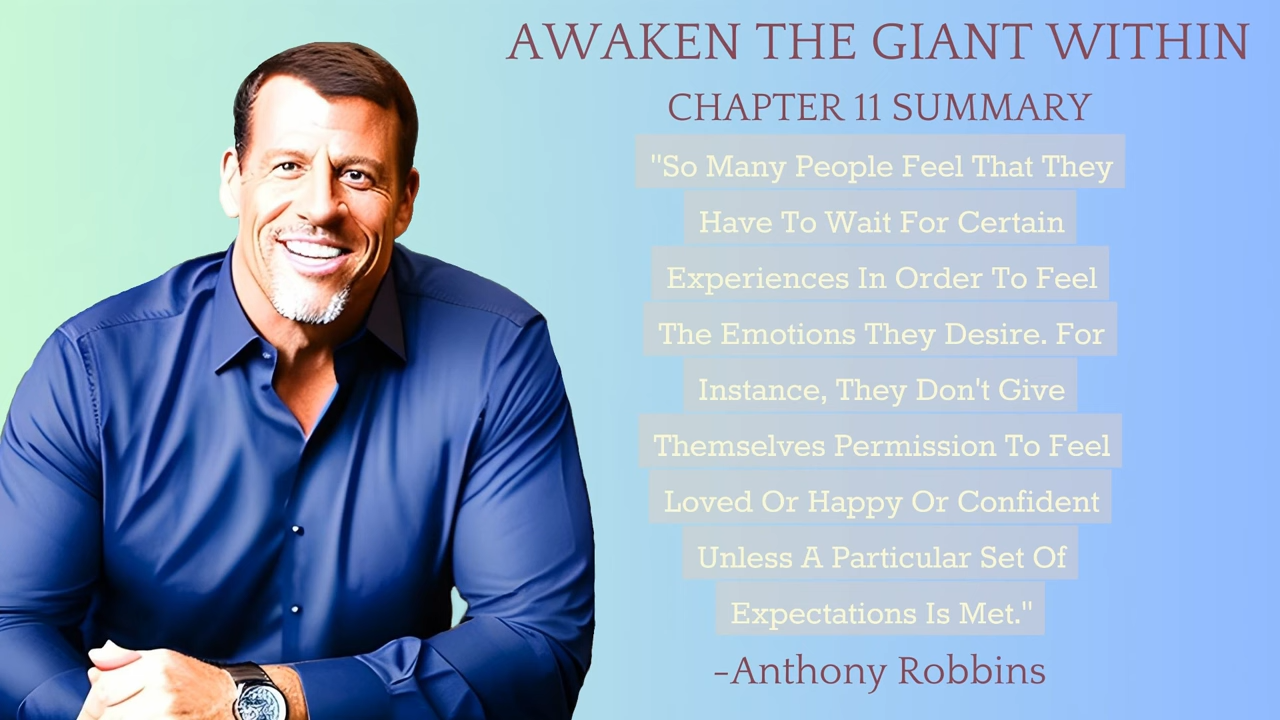 AWAKEN THE GIANT WITHIN
CHAPTER 11 SUMMARY
"So Many People Feel That They
Have To Wait For Certain
Experiences In Order To Feel
The Emotions They Desire. For
Instance, They Don't Give
Themselves Permission To Feel
Loved Or Happy Or Confident
Unless A Particular Set Of
Expectations Is Met."
-Anthony Robbins